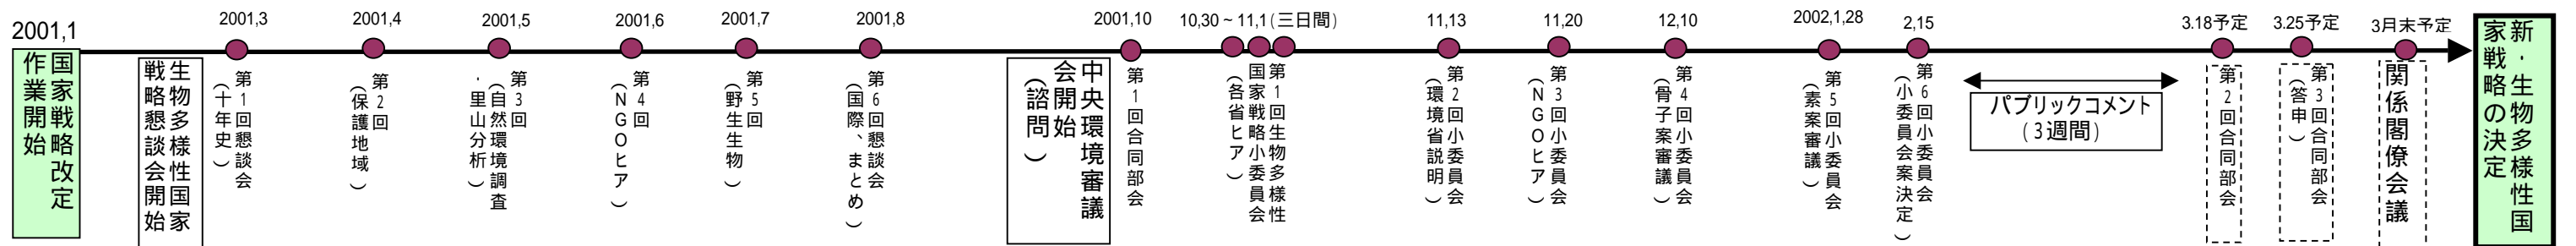 2001,1
国家戦略改定
作業開始
生物多様性国家
戦略懇談会開始
2001,3
第1回懇談会
（十年史）
2001,4
第2回
（保護地域）
2001,5
第3回
（自然環境調査
・里山分析）
2001,6
第4回
（NGOヒア）
2001,7
第5回
（野生生物）
2001,8
第6回懇談会
（国際、まとめ）
中央環境審議
会開始
（諮問）
2001,10
第1回合同部会
10,30～11,1(三日間)
第1回生物多様性
国家戦略小委員会
（各省ヒア）
11,13
第2回小委員会
（環境省説明）
11,20
第3回小委員会
（NGOヒア）
12,10
第4回小委員会
（骨子案審議）
2002,1,28
第5回小委員会
（素案審議）
2,15
第6回小委員会
（小委員会案決定）
パブリックコメント
(3週間)
3.18予定
第2回合同部会
3.25予定
第3回合同部会
（答申）
3月末予定
関係閣僚会議
新・生物多様性国
家戦略の決定